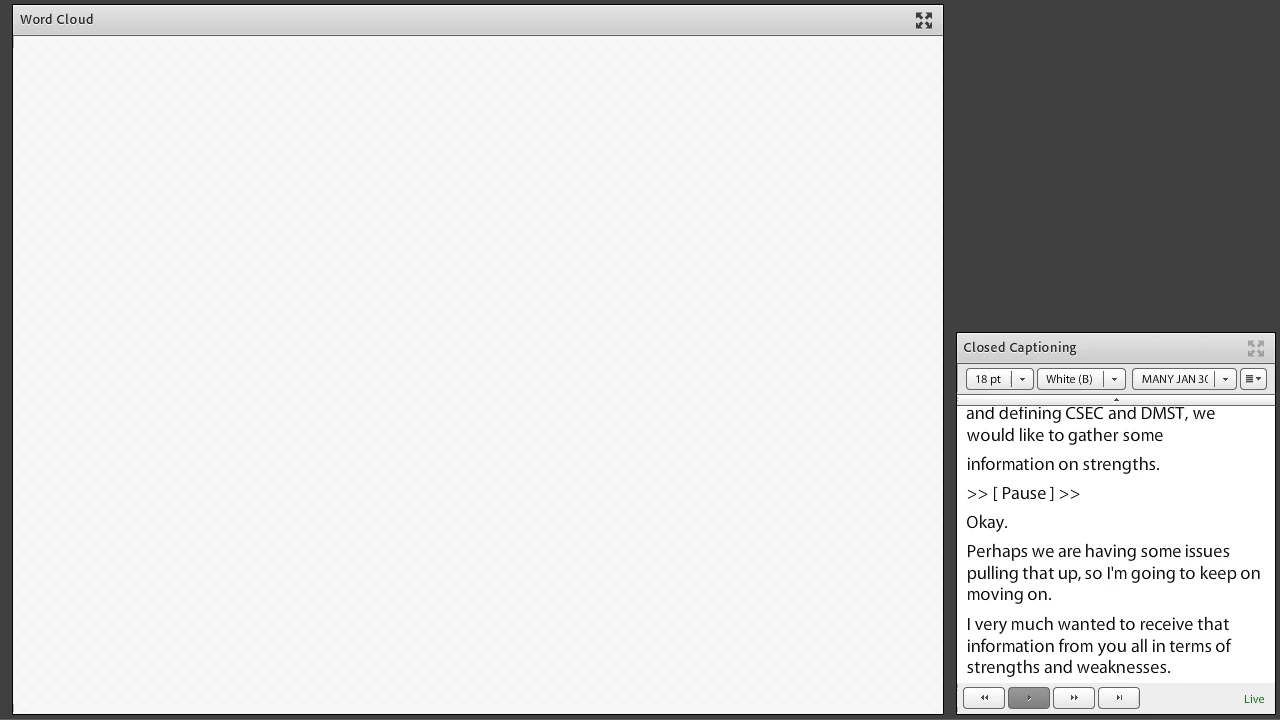 Word Cloud
Closed Captioning
18 pt
White (B)
MANY JAN 30
and defining CSEC and DMST, we
would like to gather some
information on strengths.
>> [ Pause ] >>
Okay.
Perhaps we are having some issues
pulling that up, so I'm going to keep on
moving on.
I very much wanted to receive that
information from you all in terms of
strengths and weaknesses.
Live